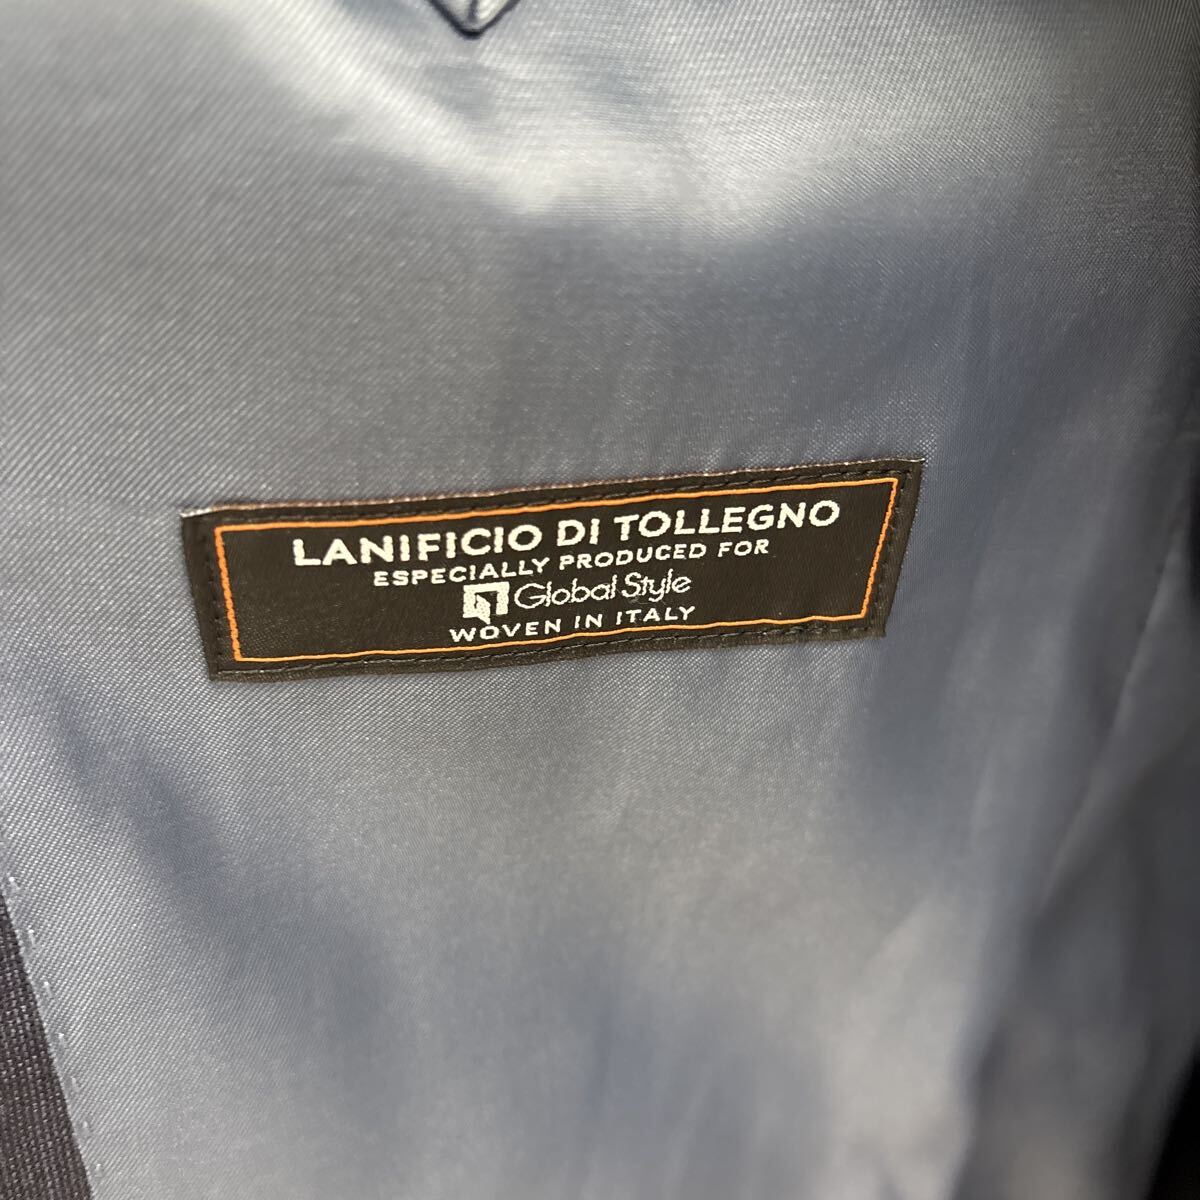 LANIFICIO DI TOLLEGNO
ESPECIALLY PRODUCED FOR
Global Style
WOVEN IN ITALY